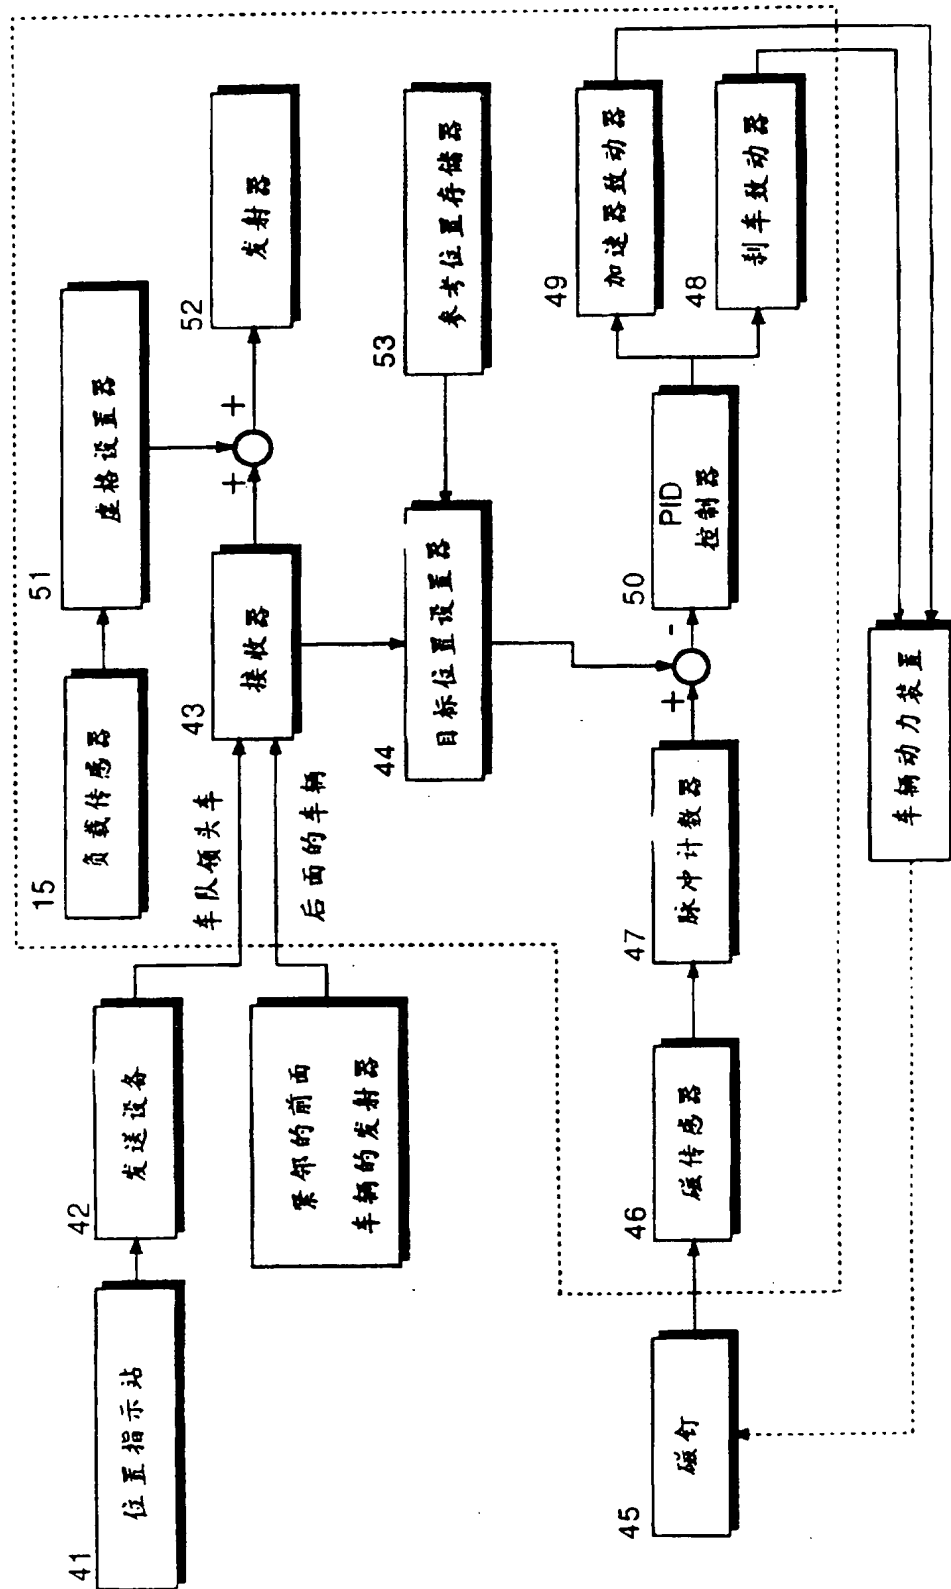 41
位置指示站
42
发送设备
紧邻的前面
车辆的发射器
车队领头车
后面的车辆
15
负载传感器
51
虚格设置器
43
接收器
+
+
52
发射器
44
目标位置设置器
53
参考位置存储器
45
磁钉
46
磁传感器
47
脉冲计数器
+
-
50
PID
控制器
49
加速器致动器
48
刹车致动器
车辆动力装置